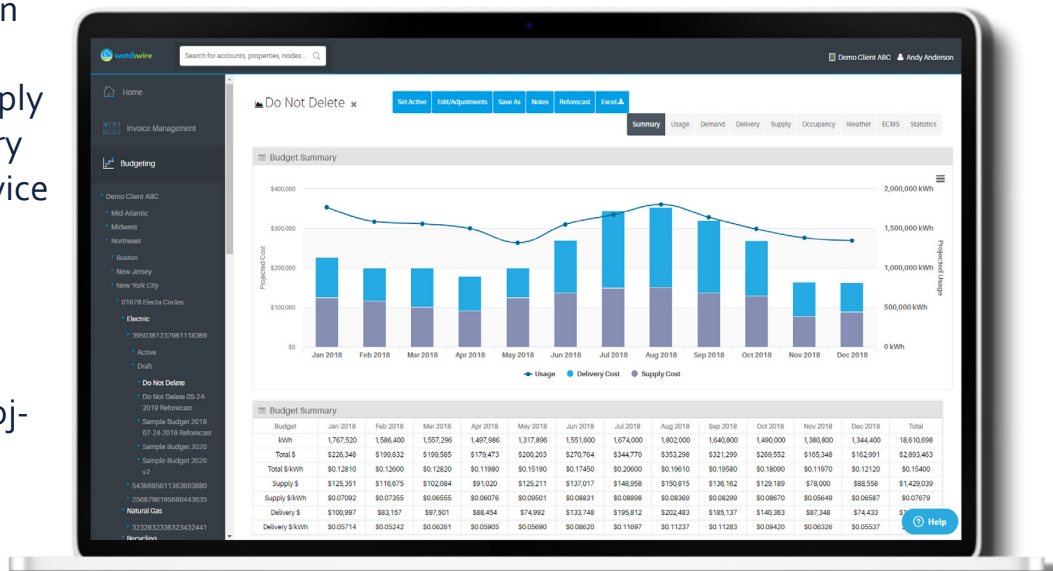 n
ply
ry
vice
oj-
wattswire
Search for accounts, properties, nodes...
Demo Client ABC Andy Anderson
Home
Invoice Management
Budgeting
Demo Client ABC
Mid-Atlantic
Midwest
Northeast
Boston
New Jersey
New York City
01678 Electa Circles
Electric
3950361237961118369
Active
Draft
Do Not Delete
Do Not Delete 05-24-
2019 Reforecast
Sample Budget 2019
07-24-2019 Reforecast
Sample Budget 2020
Sample Budget 2020
v.2
5436685611363693880
2568796195680443635
Natural Gas
3232632336323432441
Recycling
Do Not Delete ×
Set Active Edit/Adjustments Save As Notes Reforecast Excel
Summary Usage Demand Delivery Supply Occupancy Weather ECMS Statistics
Budget Summary
$400,000 2,000,000 kWh
$300,000 1,500,000 kWh
$200,000 1,000,000 kWh
$100,000 500,000 kWh
$0 0 kWh
Projected Cost
Projected Usage
Jan 2018 Feb 2018 Mar 2018 Apr 2018 May 2018 Jun 2018 Jul 2018 Aug 2018 Sep 2018 Oct 2018 Nov 2018 Dec 2018
Usage Delivery Cost Supply Cost
Budget Summary
Budget Jan 2018 Feb 2018 Mar 2018 Apr 2018 May 2018 Jun 2018 Jul 2018 Aug 2018 Sep 2018 Oct 2018 Nov 2018 Dec 2018 Total
kWh 1,767,520 1,586,400 1,557,296 1,497,986 1,317,896 1,551,600 1,674,000 1,802,000 1,640,800 1,490,000 1,380,800 1,344,400 18,610,698
Total $ $226,348 $199,832 $199,585 $179,473 $200,203 $270,764 $344,770 $353,298 $321,299 $269,552 $165,348 $162,991 $2,893,463
Total $/kWh $0.12810 $0.12600 $0.12820 $0.11980 $0.15190 $0.17450 $0.20600 $0.19610 $0.19580 $0.18090 $0.11970 $0.12120 $0.15400
Supply $ $125,351 $116,675 $102,084 $91,020 $125,211 $137,017 $148,958 $150,815 $136,162 $129,189 $78,000 $88,558 $1,429,039
Supply $/kWh $0.07092 $0.07355 $0.06555 $0.06076 $0.09501 $0.08831 $0.08898 $0.08369 $0.08299 $0.08670 $0.05649 $0.06587 $0.07679
Delivery $ $100,997 $83,157 $97,501 $88,454 $74,992 $133,748 $195,812 $202,483 $185,137 $140,363 $87,348 $74,433
Delivery $/kWh $0.05714 $0.05242 $0.06261 $0.05905 $0.05690 $0.08620 $0.11697 $0.11237 $0.11283 $0.09420 $0.06326 $0.05537
Help